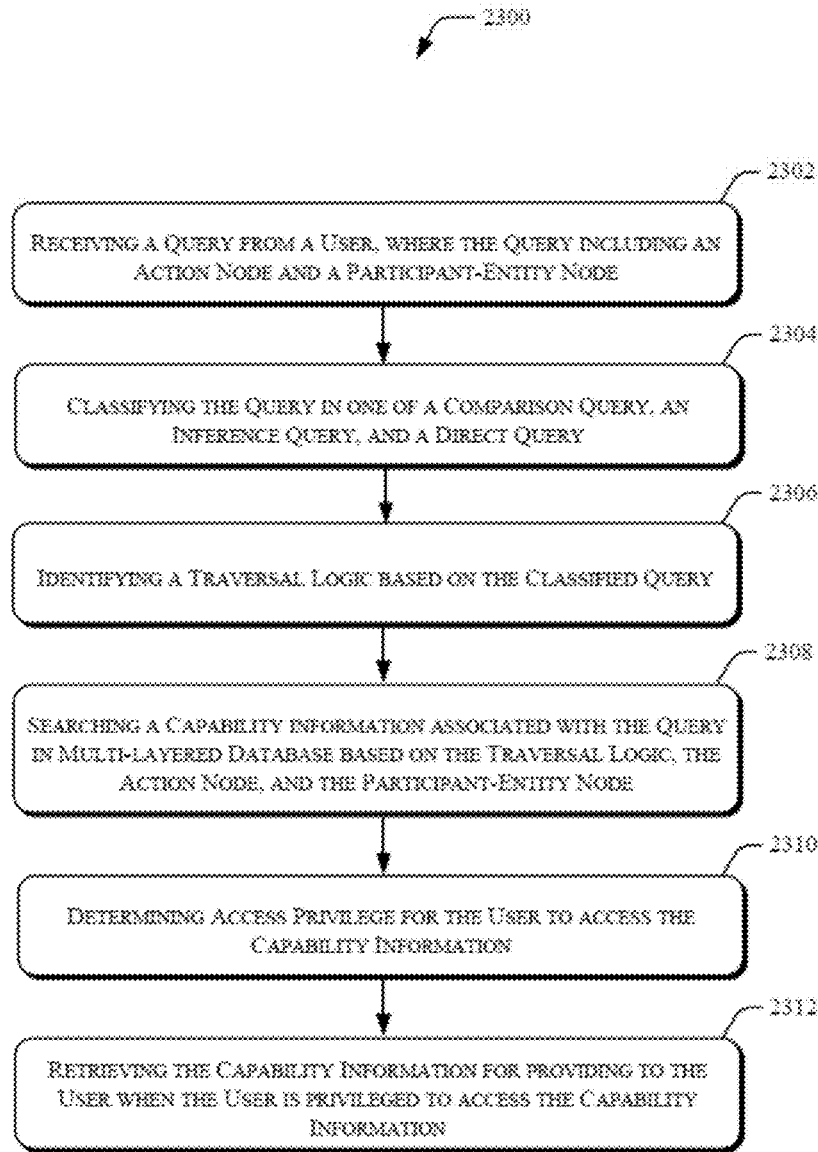 2300
2302
RECEIVING A QUERY FROM A USER, WHERE THE QUERY INCLUDING AN
ACTION NODE AND A PARTICIPANT-ENTITY NODE
2304
CLASSIFYING THE QUERY IN ONE OF A COMPARISON QUERY, AN
INFERENCE QUERY, AND A DIRECT QUERY
2306
IDENTIFYING A TRAVERSAL LOGIC BASED ON THE CLASSIFIED QUERY
2308
SEARCHING A CAPABILITY INFORMATION ASSOCIATED WITH THE QUERY
IN MULTI-LAYERED DATABASE BASED ON THE TRAVERSAL LOGIC, THE
ACTION NODE, AND THE PARTICIPANT-ENTITY NODE
2310
DETERMINING ACCESS PRIVILEGE FOR THE USER TO ACCESS THE
CAPABILITY INFORMATION
2312
RETRIEVING THE CAPABILITY INFORMATION FOR PROVIDING TO THE
USER WHEN THE USER IS PRIVILEGED TO ACCESS THE CAPABILITY
INFORMATION